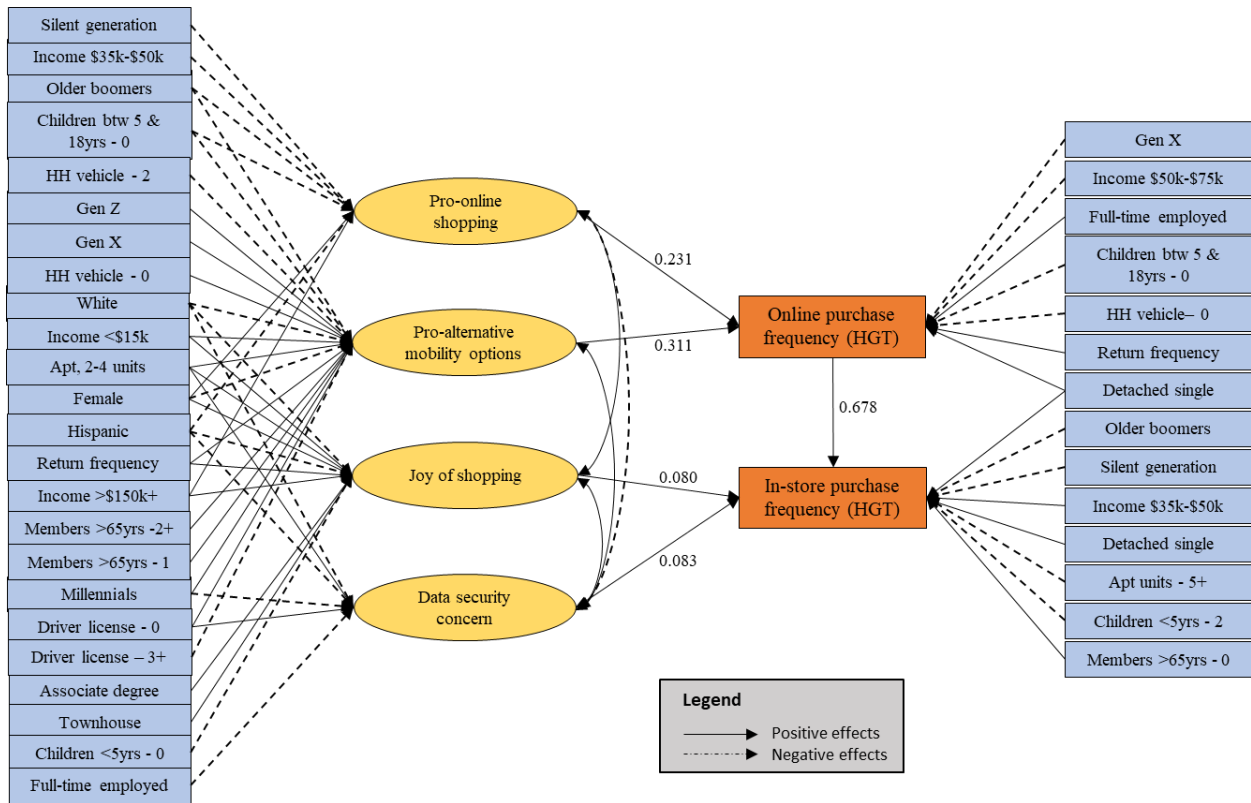 Silent generation
Income $35k-$50k
Older boomers
Children btw 5 &
18yrs - 0
HH vehicle - 2
Gen Z
Gen X
HH vehicle - 0
White
Income <$15k
Apt, 2-4 units
Female
Hispanic
Return frequency
Income >$150k+
Members >65yrs -2+
Members >65yrs - 1
Millennials
Driver license - 0
Driver license – 3+
Associate degree
Townhouse
Children <5yrs - 0
Full-time employed
Pro-online
shopping
Pro-alternative
mobility options
Joy of shopping
Data security
concern
0.231
0.311
0.678
0.080
0.083
Online purchase
frequency (HGT)
In-store purchase
frequency (HGT)
Gen X
Income $50k-$75k
Full-time employed
Children btw 5 &
18yrs - 0
HH vehicle– 0
Return frequency
Detached single
Older boomers
Silent generation
Income $35k-$50k
Detached single
Apt units - 5+
Children <5yrs - 2
Members >65yrs - 0
Legend
Positive effects
Negative effects